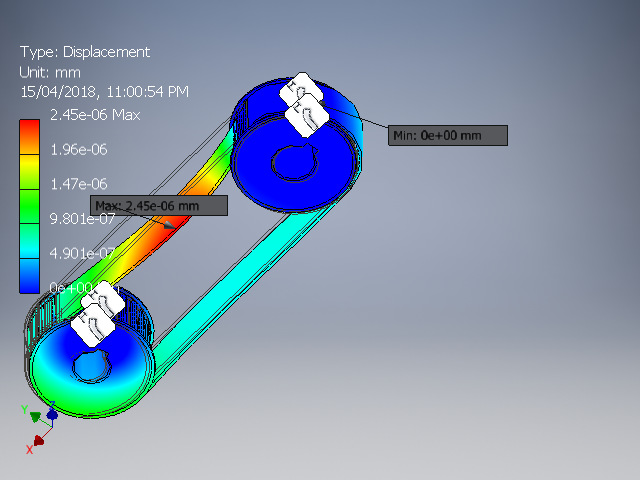 Type: Displacement
Unit: mm
15/04/2018, 11:00:54 PM
2.45e-06 Max
1.96e-06
1.47e-06
9.801e-07
4.901e-07
0e+00
Min: 0e+00 mm
Max: 2.45e-06 mm
Z
Y
X